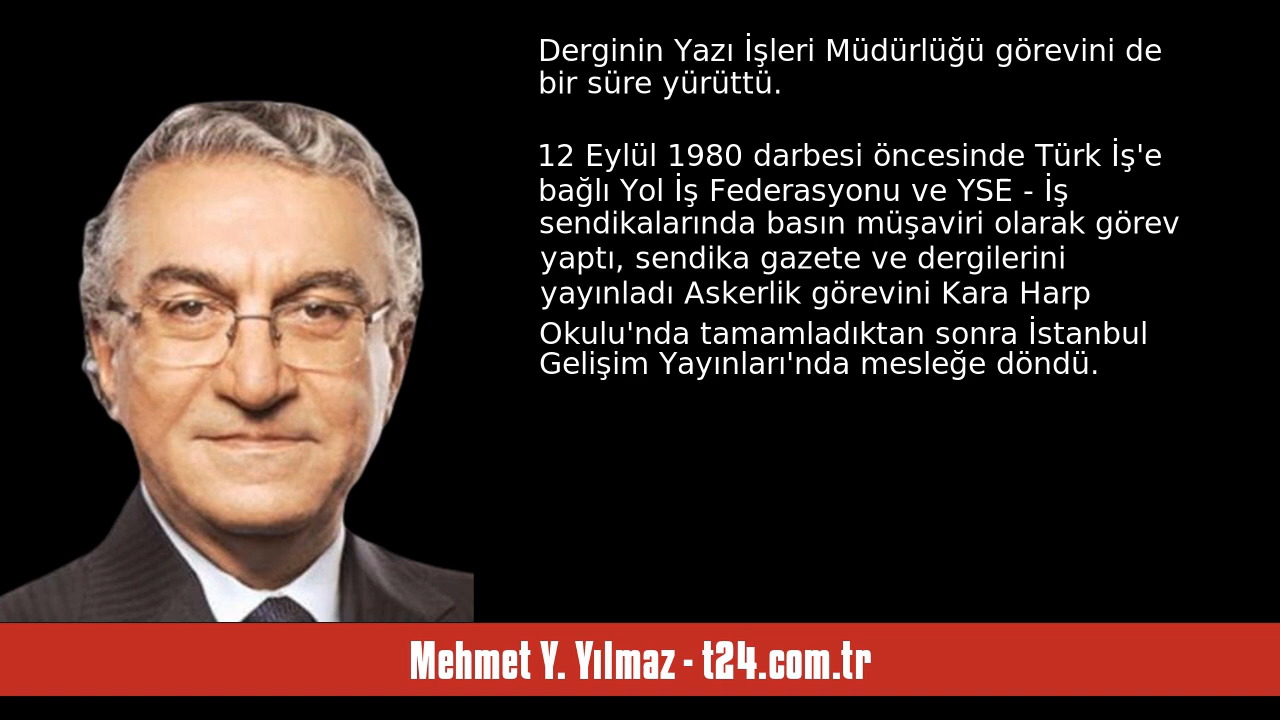 Derginin Yazı İşleri Müdürlüğü görevini de
bir süre yürüttü.
12 Eylül 1980 darbesi öncesinde Türk İş'e
bağlı Yol İş Federasyonu ve YSE - İş
sendikalarında basın müşaviri olarak görev
yaptı, sendika gazete ve dergilerini
yayınladı Askerlik görevini Kara Harp
Okulu'nda tamamladıktan sonra İstanbul
Gelişim Yayınları'nda mesleğe döndü.
Mehmet Y. Yılmaz - t24.com.tr